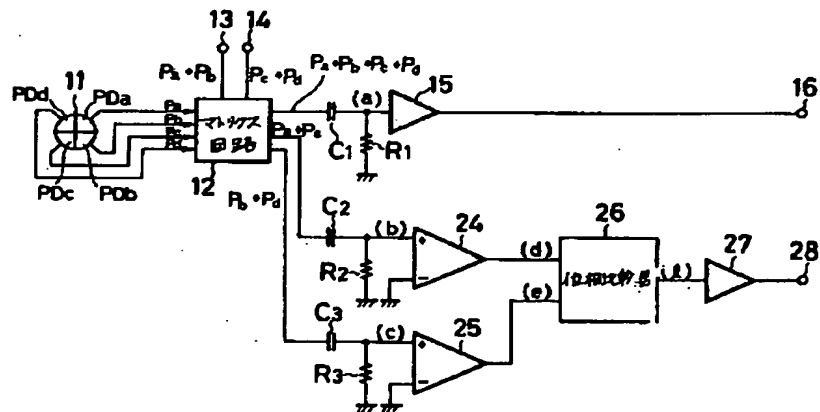 13 14
Pa+Pb
Pc+Pd
Pa+Pb+Pc+Pd
11
PDd
PDa
Pa
Pb
Pc
Pd
マトリクス
回路
12
PDc
PDb
(a)
15
16
Pa+Pc
C1
R1
Pb+Pd
C2
(b)
24
+
-
R2
(d)
26
位相比較器
(e)
(l)
27
28
C3
(c)
25
+
-
R3